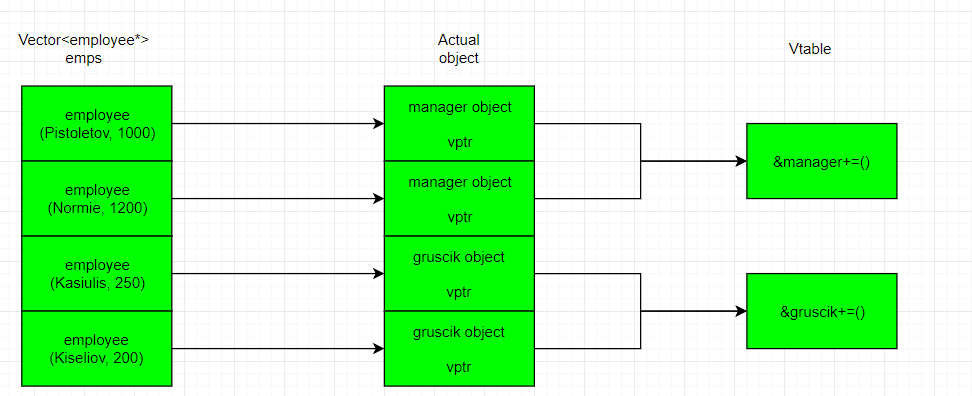 Vector<employee*>
emps
Actual
object
Vtable
employee
(Pistoletov, 1000)
manager object
vptr
&manager+=()
employee
(Normie, 1200)
manager object
vptr
employee
(Kasiulis, 250)
gruscik object
vptr
&gruscik+=()
employee
(Kiseliov, 200)
gruscik object
vptr